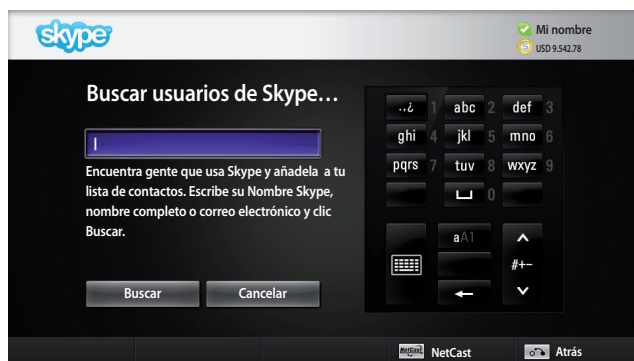 skype
Mi nombre
USD 9.542.78
Buscar usuarios de Skype...
Encuentra gente que usa Skype y añadela a tu
lista de contactos. Escribe su Nombre Skype,
nombre completo o correo electrónico y clic
Buscar.
Buscar Cancelar
.,¿ 1 abc 2 def 3
ghi 4 jkl 5 mno 6
pqrs 7 tuv 8 wxyz 9
0
aA1
#+-
NetCast NetCast Atrás